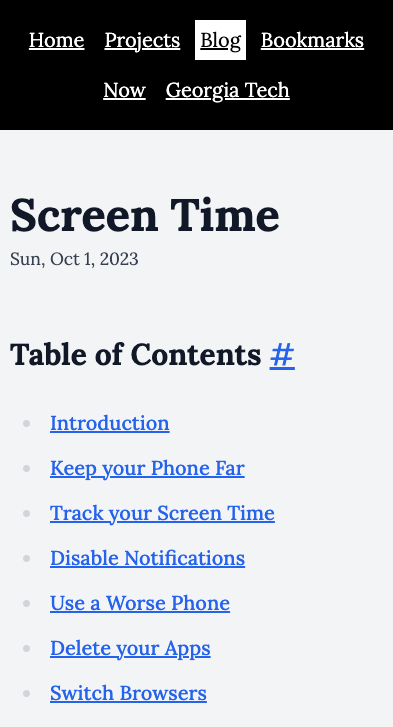 Home Projects Blog Bookmarks
Now Georgia Tech
Screen Time
Sun, Oct 1, 2023
Table of Contents #
Introduction
Keep your Phone Far
Track your Screen Time
Disable Notifications
Use a Worse Phone
Delete your Apps
Switch Browsers